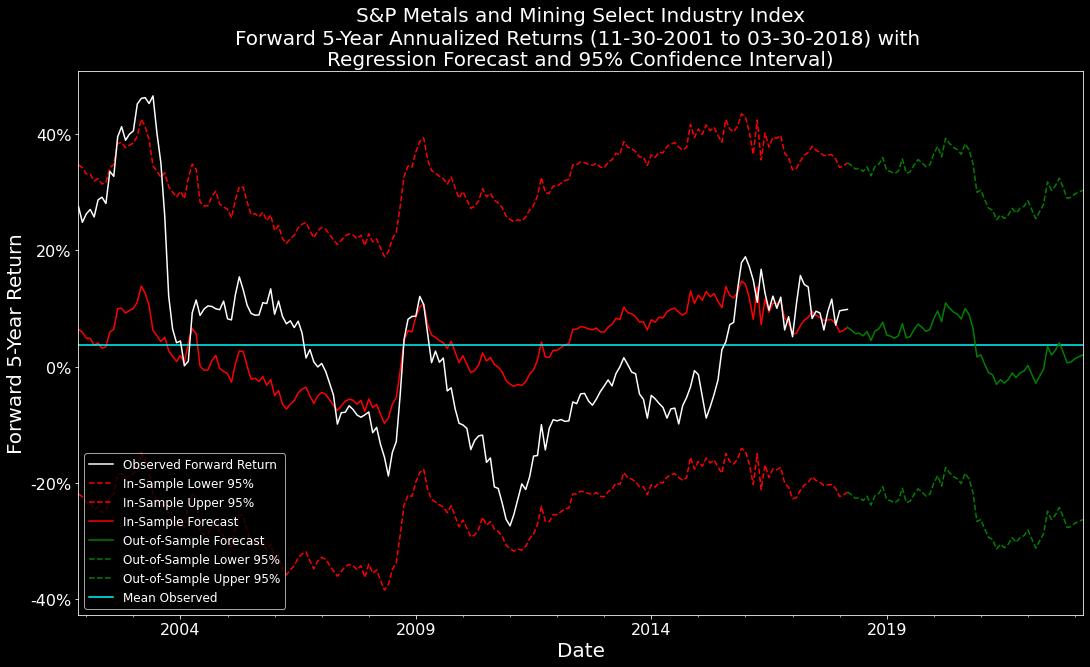 S&P Metals and Mining Select Industry Index
Forward 5-Year Annualized Returns (11-30-2001 to 03-30-2018) with
Regression Forecast and 95% Confidence Interval)
Forward 5-Year Return
40%
20%
0%
-20%
-40%
Observed Forward Return
In-Sample Lower 95%
In-Sample Upper 95%
In-Sample Forecast
Out-of-Sample Forecast
Out-of-Sample Lower 95%
Out-of-Sample Upper 95%
Mean Observed
2004
2009
2014
2019
Date